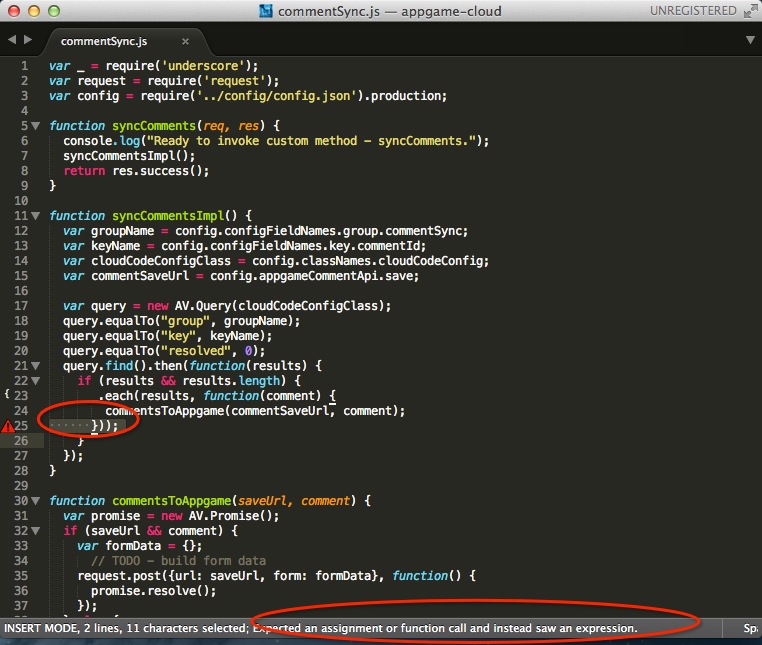 commentSync.js — appgame-cloud
UNREGISTERED
commentSync.js ×
1 var _ = require('underscore');
2 var request = require('request');
3 var config = require('../config/config.json').production;
4
5 function syncComments(req, res) {
6 console.log("Ready to invoke custom method - syncComments.");
7 syncCommentsImpl();
8 return res.success();
9 }
10
11 function syncCommentsImpl() {
12 var groupName = config.configFieldNames.group.commentSync;
13 var keyName = config.configFieldNames.key.commentId;
14 var cloudCodeConfigClass = config.classNames.cloudCodeConfig;
15 var commentSaveUrl = config.appgameCommentApi.save;
16
17 var query = new AV.Query(cloudCodeConfigClass);
18 query.equalTo("group", groupName);
19 query.equalTo("key", keyName);
20 query.equalTo("resolved", 0);
21 query.find().then(function(results) {
22 if (results && results.length) {
{ 23 _.each(results, function(comment) {
24 commentsToAppgame(commentSaveUrl, comment);
25 }));
26 }
27 });
28 }
29
30 function commentsToAppgame(saveUrl, comment) {
31 var promise = new AV.Promise();
32 if (saveUrl && comment) {
33 var formData = {};
34 // TODO - build form data
35 request.post({url: saveUrl, form: formData}, function() {
36 promise.resolve();
37 });
INSERT MODE, 2 lines, 11 characters selected; Expected an assignment or function call and instead saw an expression.
Spa